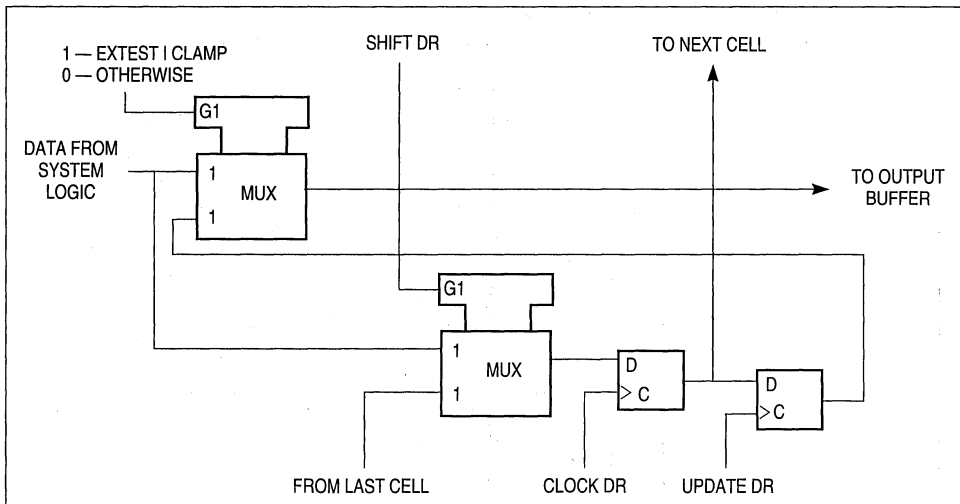 1 — EXTEST | CLAMP
0 — OTHERWISE
SHIFT DR
TO NEXT CELL
G1
DATA FROM
SYSTEM
LOGIC
1
MUX
1
TO OUTPUT
BUFFER
G1
1
MUX
1
D
C
D
C
FROM LAST CELL
CLOCK DR
UPDATE DR